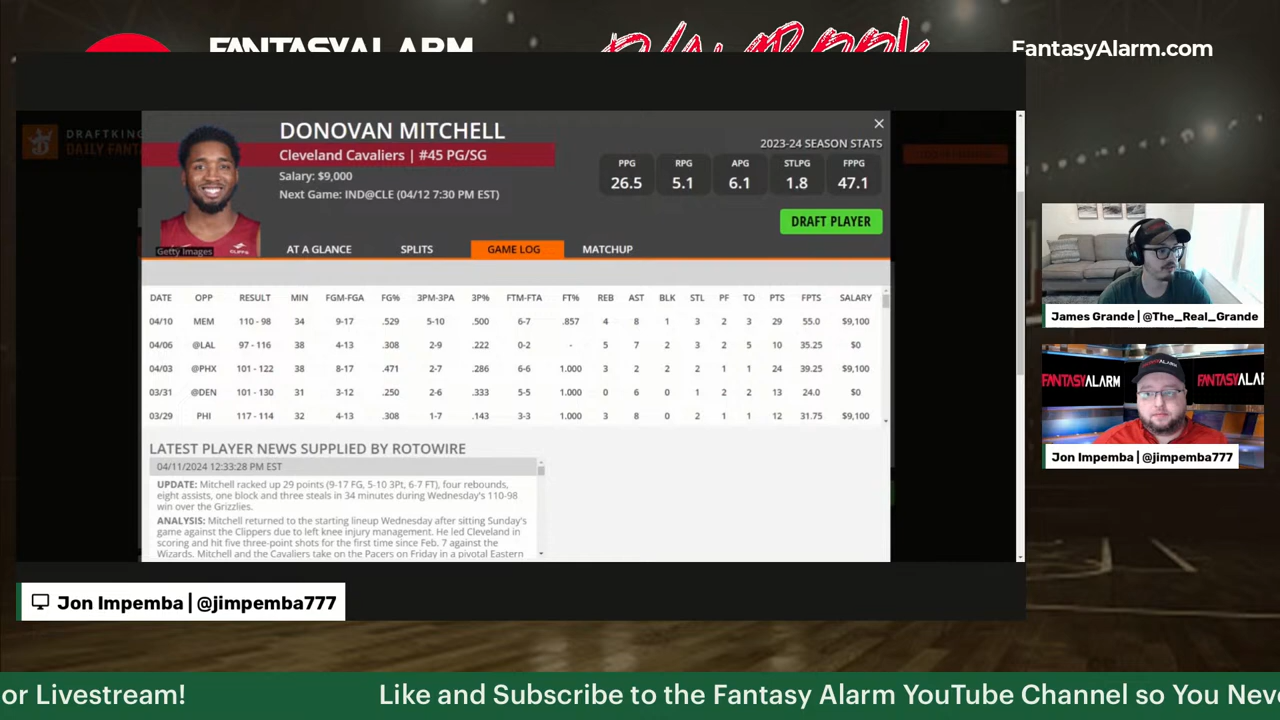 FANTASYALARM
PLAYBOOK
FantasyAlarm.com
DRAFTKINGS
DAILY FANTASY
DONOVAN MITCHELL
Cleveland Cavaliers | #45 PG/SG
Salary: $9,000
Next Game: IND@CLE (04/12 7:30 PM EST)
Getty Images
2023-24 SEASON STATS
PPG RPG APG STLPG FPPG
26.5 5.1 6.1 1.8 47.1
DRAFT PLAYER
AT A GLANCE SPLITS GAME LOG MATCHUP
DATE OPP RESULT MIN FGM-FGA FG% 3PM-3PA 3P% FTM-FTA FT% REB AST BLK STL PF TO PTS FPTS SALARY
04/10 MEM 110 - 98 34 9-17 .529 5-10 .500 6-7 .857 4 8 1 3 2 3 29 55.0 $9,100
04/06 @LAL 97 - 116 38 4-13 .308 2-9 .222 0-2 - 5 7 2 3 2 5 10 35.25 $0
04/03 @PHX 101 - 122 38 8-17 .471 2-7 .286 6-6 1.000 3 2 2 2 1 1 24 39.25 $9,100
03/31 @DEN 101 - 130 31 3-12 .250 2-6 .333 5-5 1.000 0 6 0 1 2 2 13 24.0 $0
03/29 PHI 117 - 114 32 4-13 .308 1-7 .143 3-3 1.000 3 8 0 2 1 1 12 31.75 $9,100
LATEST PLAYER NEWS SUPPLIED BY ROTOWIRE
04/11/2024 12:33:28 PM EST
UPDATE: Mitchell racked up 29 points (9-17 FG, 5-10 3Pt, 6-7 FT), four rebounds,
eight assists, one block and three steals in 34 minutes during Wednesday's 110-98
win over the Grizzlies.
ANALYSIS: Mitchell returned to the starting lineup Wednesday after sitting Sunday's
game against the Clippers due to left knee injury management. He led Cleveland in
scoring and hit five three-point shots for the first time since Feb. 7 against the
Wizards. Mitchell and the Cavaliers take on the Pacers on Friday in a pivotal Eastern
James Grande | @The_Real_Grande
FANTASYALARM
FANTASYALA
Jon Impemba | @jimpemba777
Jon Impemba | @jimpemba777
or Livestream! Like and Subscribe to the Fantasy Alarm YouTube Channel so You Neve